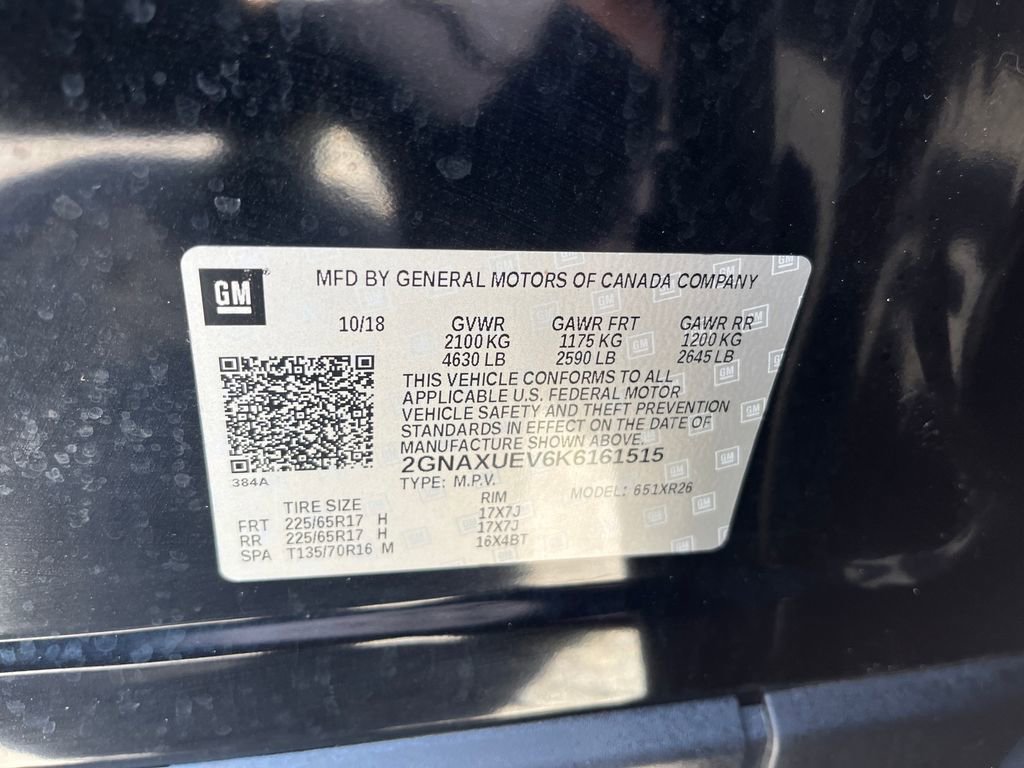 GM
MFD BY GENERAL MOTORS OF CANADA COMPANY
10/18 GVWR GAWR FRT GAWR RR
2100 KG 1175 KG 1200 KG
4630 LB 2590 LB 2645 LB
THIS VEHICLE CONFORMS TO ALL
APPLICABLE U.S. FEDERAL MOTOR
VEHICLE SAFETY AND THEFT PREVENTION
STANDARDS IN EFFECT ON THE DATE OF
MANUFACTURE SHOWN ABOVE.
2GNAXUEV6K6161515
384A
TYPE: M.P.V. MODEL: 651XR26
TIRE SIZE RIM
FRT 225/65R17 H 17X7J
RR 225/65R17 H 17X7J
SPA T135/70R16 M 16X4BT